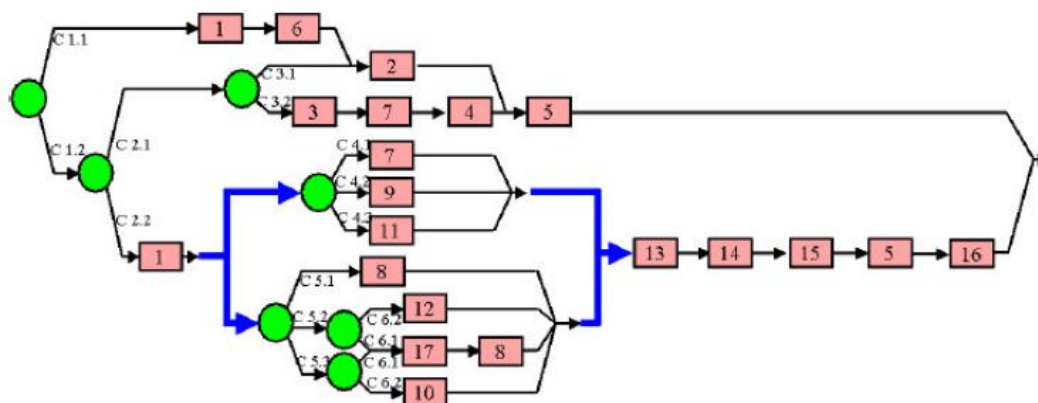 C 1.1 1 6
C 3.1 2
C 3.2 3 7 4 5
C 1.2 C 2.1
C 4.1 7
C 4.2 9
C 4.3 11
C 2.2 1
13 14 15 5 16
C 5.1 8
C 5.2 C 6.2 12
C 6.1 17 8
C 5.3 C 6.1
C 6.2 10